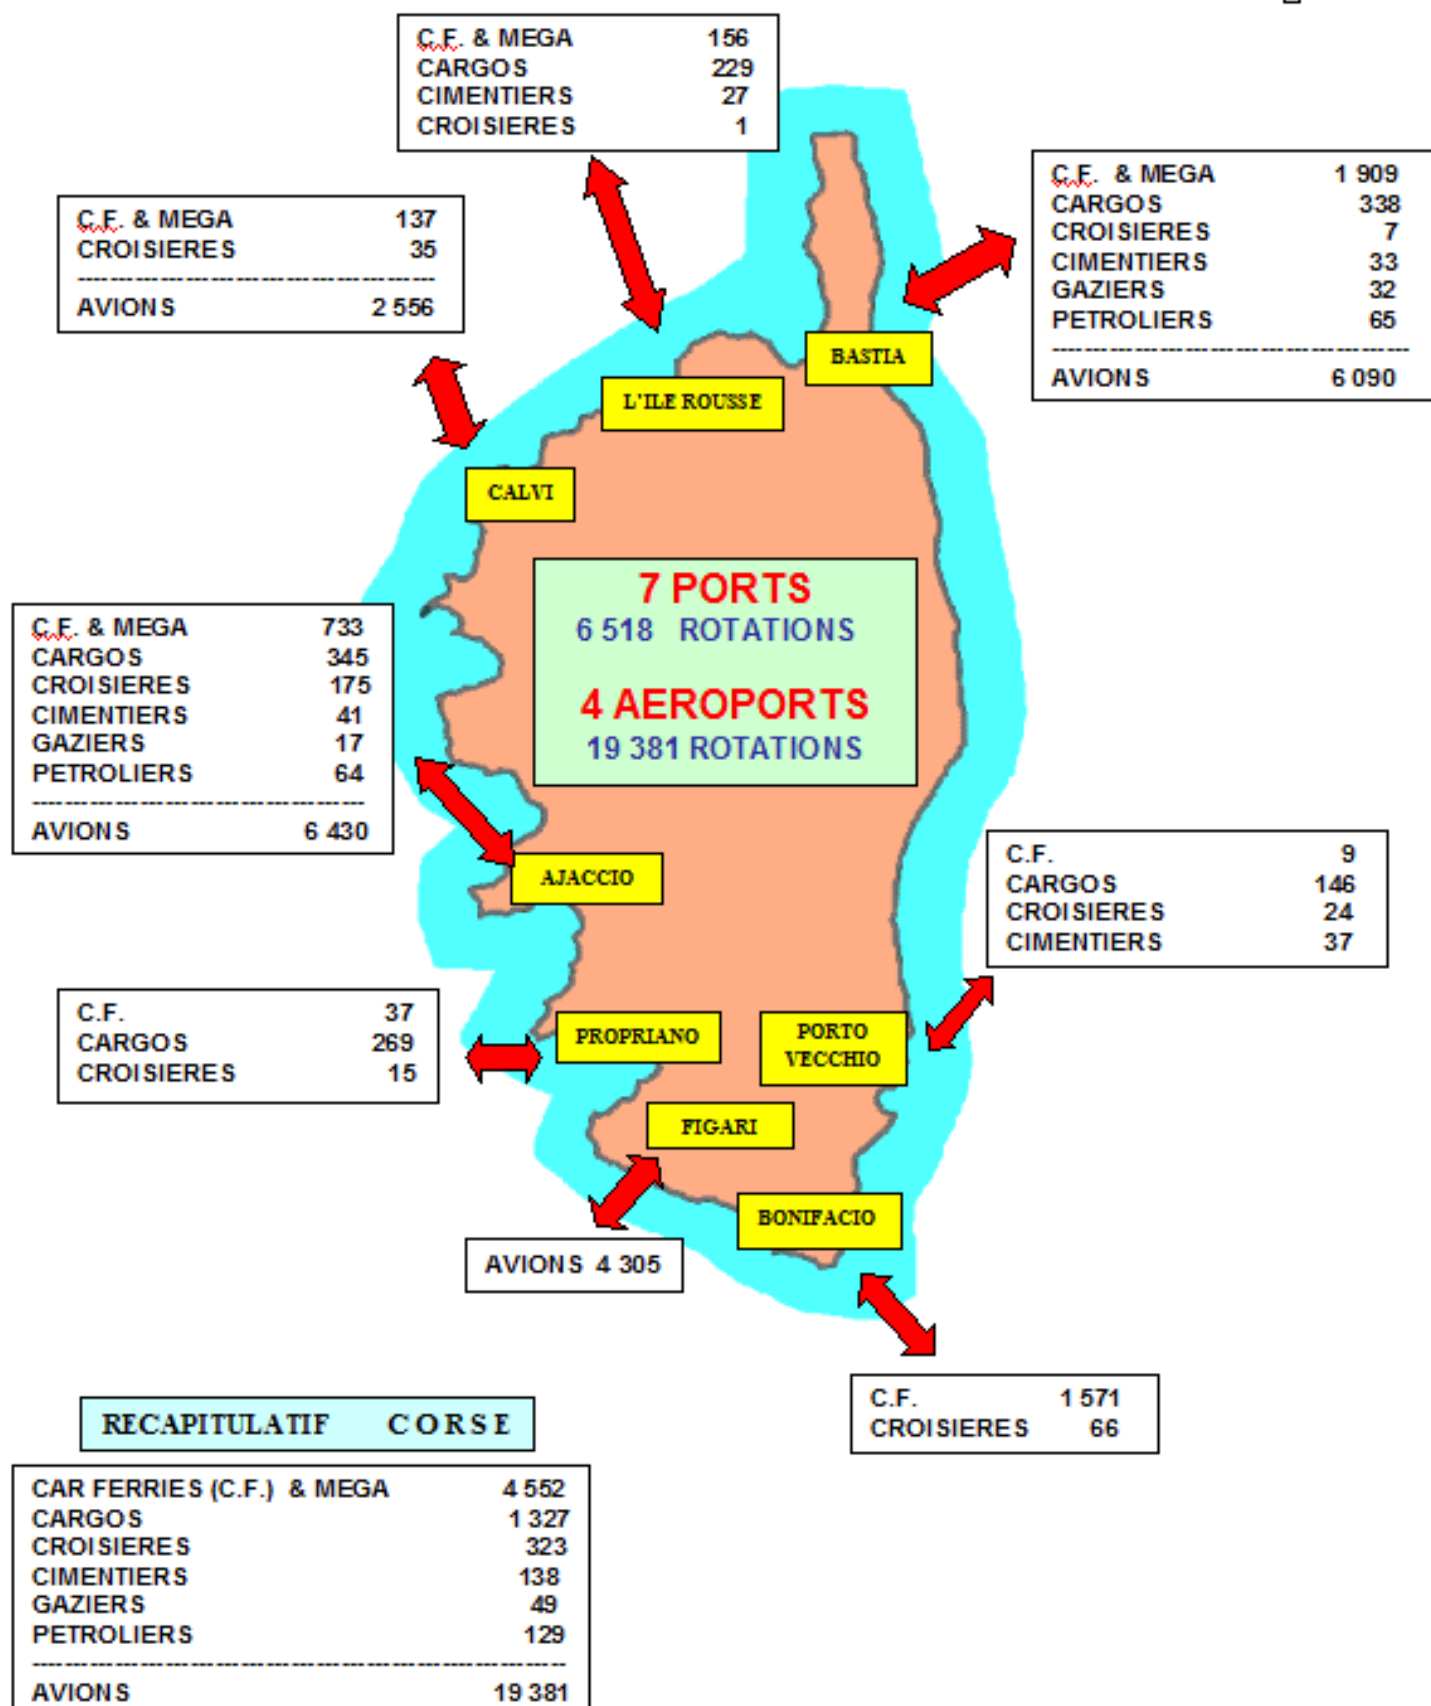 C.F. & MEGA 156
CARGOS 229
CIMENTIERS 27
CROISIERES 1
C.F. & MEGA 1 909
CARGOS 338
CROISIERES 7
CIMENTIERS 33
GAZIERS 32
PETROLIERS 65
AVIONS 6 090
C.F. & MEGA 137
CROISIERES 35
AVIONS 2 556
BASTIA
L'ILE ROUSSE
CALVI
7 PORTS
6 518 ROTATIONS
4 AEROPORTS
19 381 ROTATIONS
C.F. & MEGA 733
CARGOS 345
CROISIERES 175
CIMENTIERS 41
GAZIERS 17
PETROLIERS 64
AVIONS 6 430
AJACCIO
C.F. 9
CARGOS 146
CROISIERES 24
CIMENTIERS 37
C.F. 37
CARGOS 269
CROISIERES 15
PROPRIANO
PORTO
VECCHIO
FIGARI
BONIFACIO
AVIONS 4 305
C.F. 1 571
CROISIERES 66
RECAPITULATIF CORSE
CAR FERRIES (C.F.) & MEGA 4 552
CARGOS 1 327
CROISIERES 323
CIMENTIERS 138
GAZIERS 49
PETROLIERS 129
AVIONS 19 381